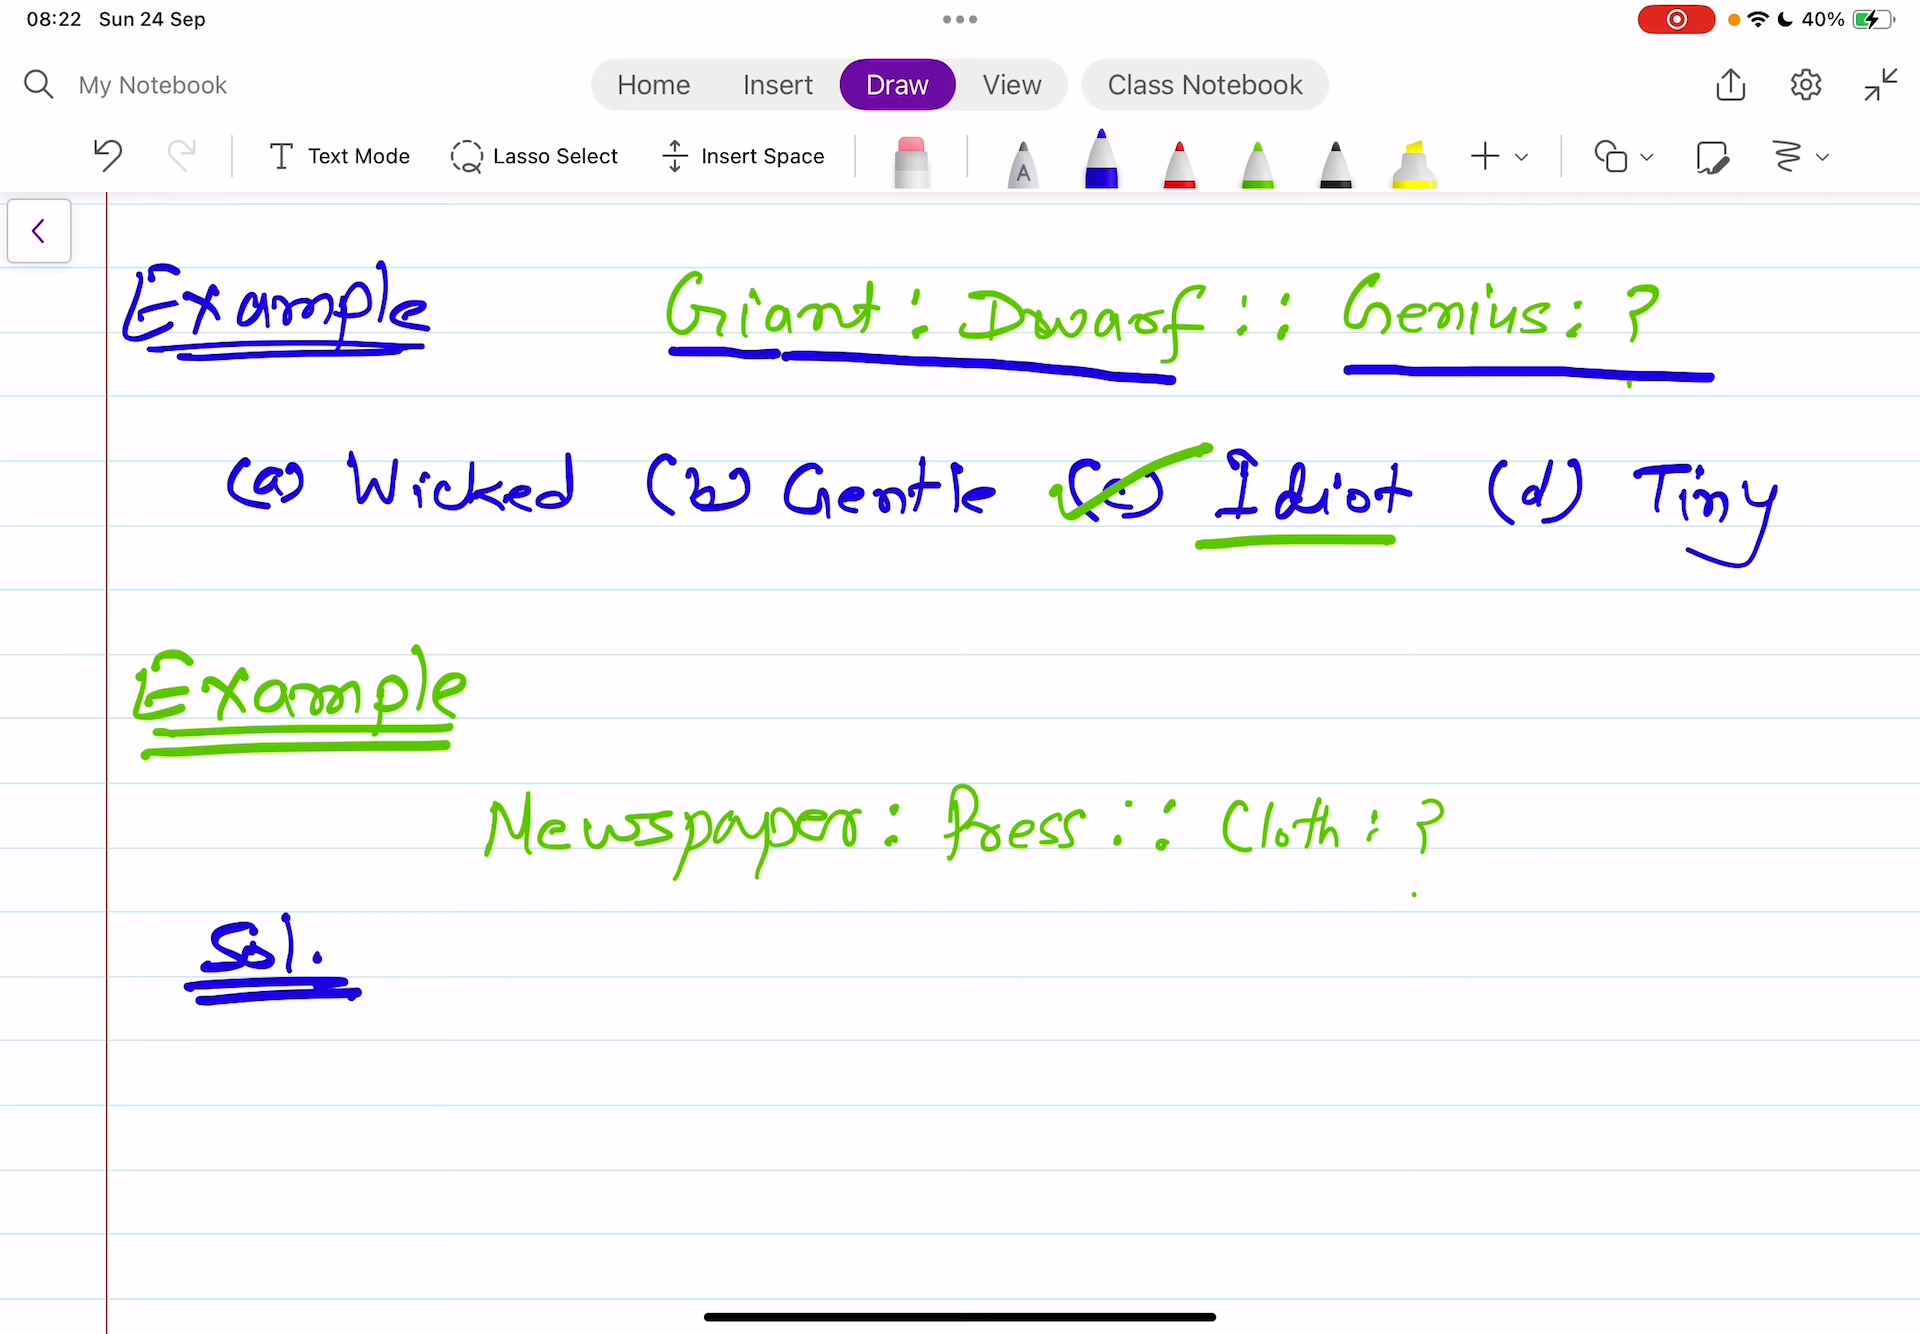 08:22 Sun 24 Sep 40%
My Notebook Home Insert Draw View Class Notebook
Text Mode Lasso Select Insert Space A
Example Giant : Dwarf :: Genius : ?
(a) Wicked (b) Gentle (c) Idiot (d) Tiny
Example
Newspaper : Press :: Cloth : ?
Sol.